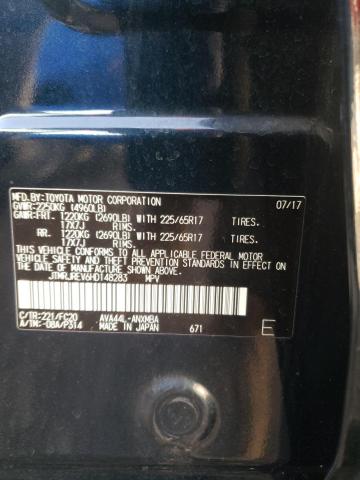 MFD.BY:TOYOTA MOTOR CORPORATION 07/17
GVWR:2250KG (4960LB)
GAWR:FRT. 1220KG (2690LB) WITH 225/65R17 TIRES.
17X7J RIMS.
RR. 1220KG (2690LB) WITH 225/65R17 TIRES.
17X7J RIMS.
THIS VEHICLE CONFORMS TO ALL APPLICABLE
FEDERAL MOTOR VEHICLE SAFETY AND
STANDARDS IN EFFECT ON THE DATE OF
MANUFACTURE SHOWN ABOVE.
JTMRJREV6HD148283 MPV
C/TR:221/FC20 AVA44L-ANXMBA
A/TM:-08A/P314 MADE IN JAPAN 671 E